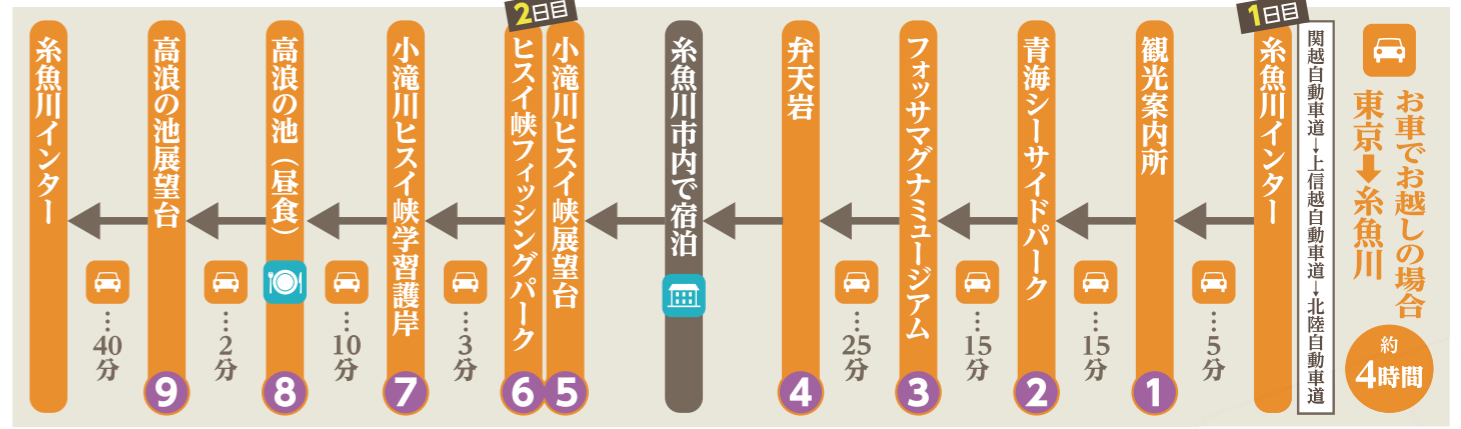 お車でお越しの場合
東京➡糸魚川
約
4時間
関越自動車道→上信越自動車道→北陸自動車道
1日目
糸魚川インター
…5分
観光案内所
1
…15分
青海シーサイドパーク
2
…15分
フォッサマグナミュージアム
3
…25分
弁天岩
4
糸魚川市内で宿泊
2日目
小滝川ヒスイ峡展望台
5
ヒスイ峡フィッシングパーク
6
…3分
小滝川ヒスイ峡学習護岸
7
…10分
高浪の池（昼食）
8
…2分
高浪の池展望台
9
…40分
糸魚川インター